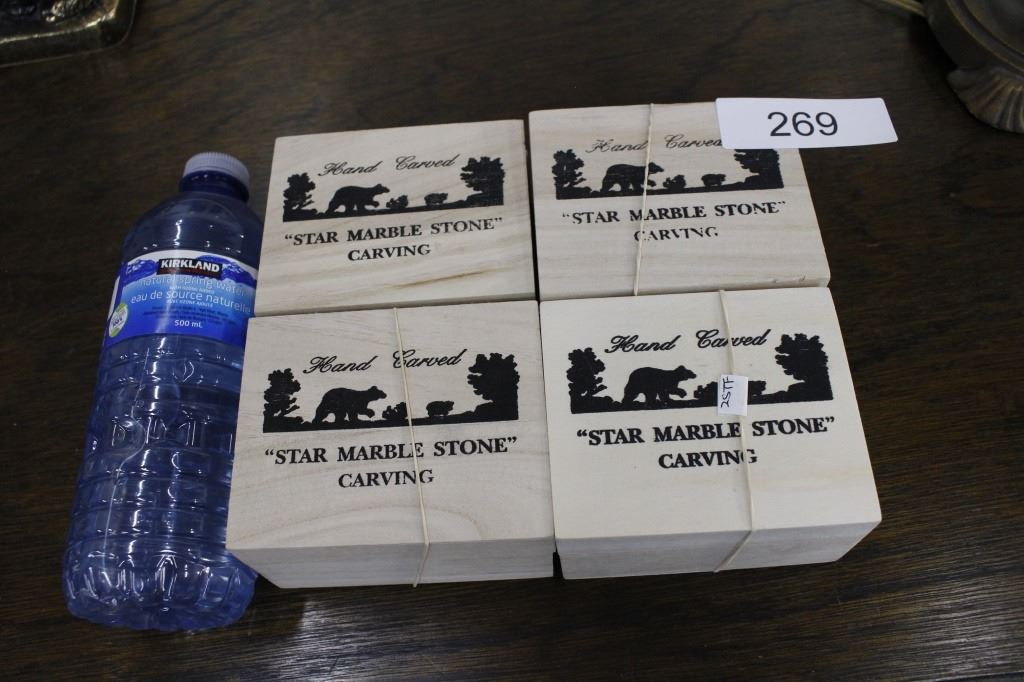 269
Hand Carved
"STAR MARBLE STONE"
CARVING
Hand Carved
"STAR MARBLE STONE"
CARVING
KIRKLAND
natural spring water
eau de source naturelle
500 mL
Hand Carved
"STAR MARBLE STONE"
CARVING
Hand Carved
2STF
"STAR MARBLE STONE"
CARVING